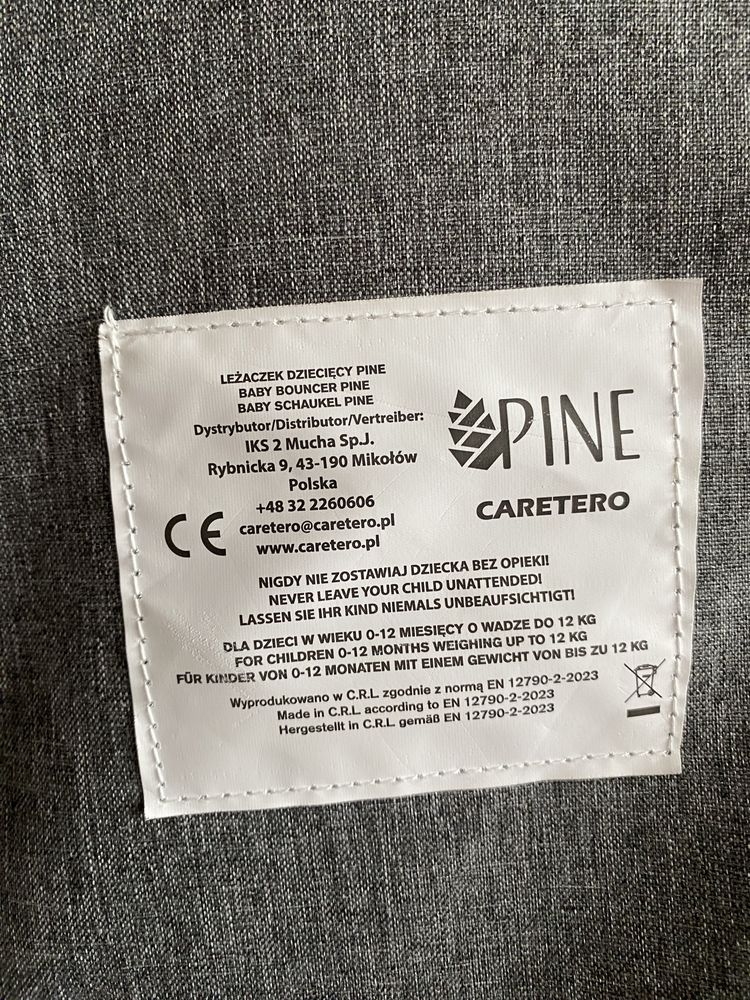 LEŻACZEK DZIECIĘCY PINE
BABY BOUNCER PINE
BABY SCHAUKEL PINE
Dystrybutor/Distributor/Vertreiber:
IKS 2 Mucha Sp.J.
Rybnicka 9, 43-190 Mikołów
Polska
+48 32 2260606
caretero@caretero.pl
www.caretero.pl
CE
PINE
CARETERO
NIGDY NIE ZOSTAWIAJ DZIECKA BEZ OPIEKI!
NEVER LEAVE YOUR CHILD UNATTENDED!
LASSEN SIE IHR KIND NIEMALS UNBEAUFSICHTIGT!
DLA DZIECI W WIEKU 0-12 MIESIĘCY O WADZE DO 12 KG
FOR CHILDREN 0-12 MONTHS WEIGHING UP TO 12 KG
FÜR KINDER VON 0-12 MONATEN MIT EINEM GEWICHT VON BIS ZU 12 KG
Wyprodukowano w C.R.L zgodnie z normą EN 12790-2-2023
Made in C.R.L. according to EN 12790-2-2023
Hergestellt in C.R.L. gemäß EN 12790-2-2023